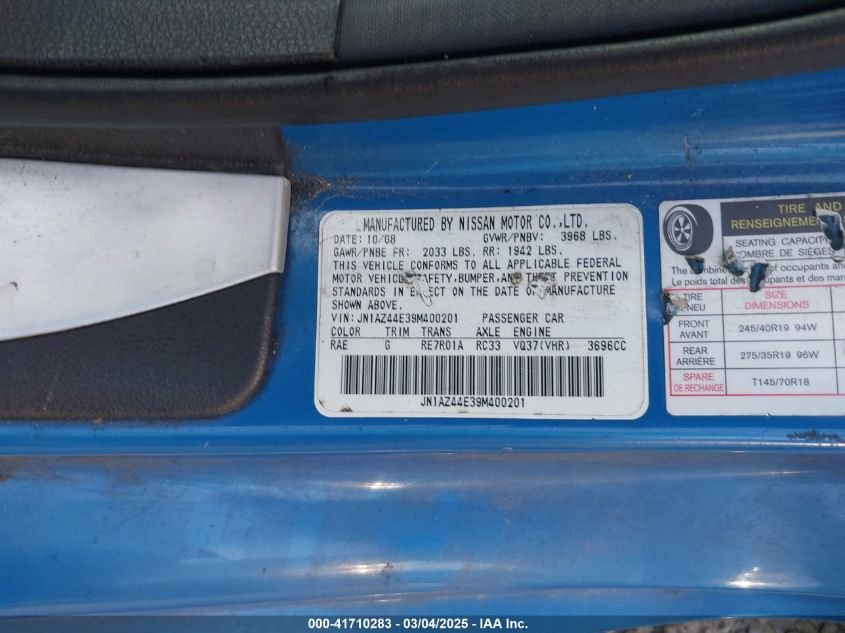 MANUFACTURED BY NISSAN MOTOR CO.,LTD.
DATE: 10/08 GVWR/PNBV: 3968 LBS.
GAWR/PNBE FR: 2033 LBS. RR: 1942 LBS.
THIS VEHICLE CONFORMS TO ALL APPLICABLE FEDERAL
MOTOR VEHICLE SAFETY, BUMPER, AND THEFT PREVENTION
STANDARDS IN EFFECT ON THE DATE OF MANUFACTURE
SHOWN ABOVE.
VIN: JN1AZ44E39M400201 PASSENGER CAR
COLOR TRIM TRANS AXLE ENGINE
RAE G RE7R01A RC33 VQ37(VHR) 3696CC
JN1AZ44E39M400201
TIRE AND
RENSEIGNEMENT
SEATING CAPACITY
NOMBRE DE SIÈGES
The combined of occupants and
Le poids total des occupants et des
TIRE SIZE
PNEU DIMENSIONS
FRONT
AVANT 245/40R19 94W
REAR
ARRIÈRE 275/35R19 96W
SPARE
DE RECHANGE T145/70R18
000-41710283 - 03/04/2025 - IAA Inc.